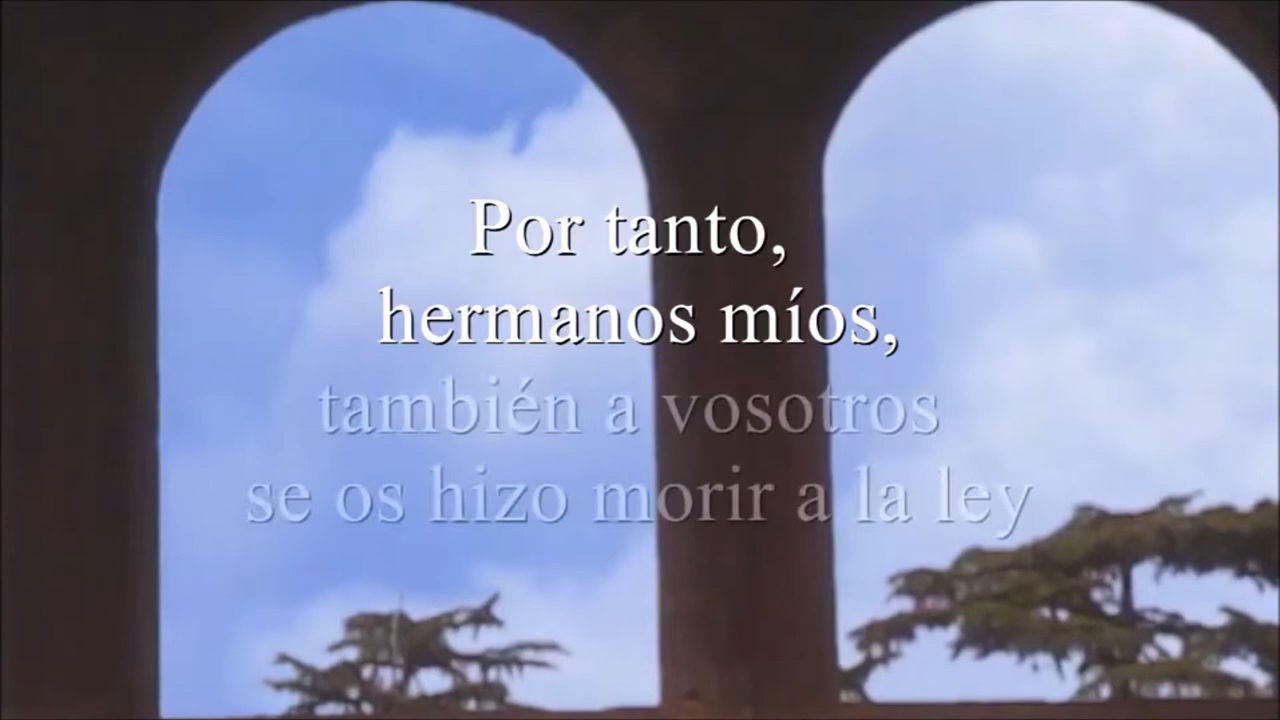 Por tanto,
hermanos míos,
también a vosotros
se os hizo morir a la ley